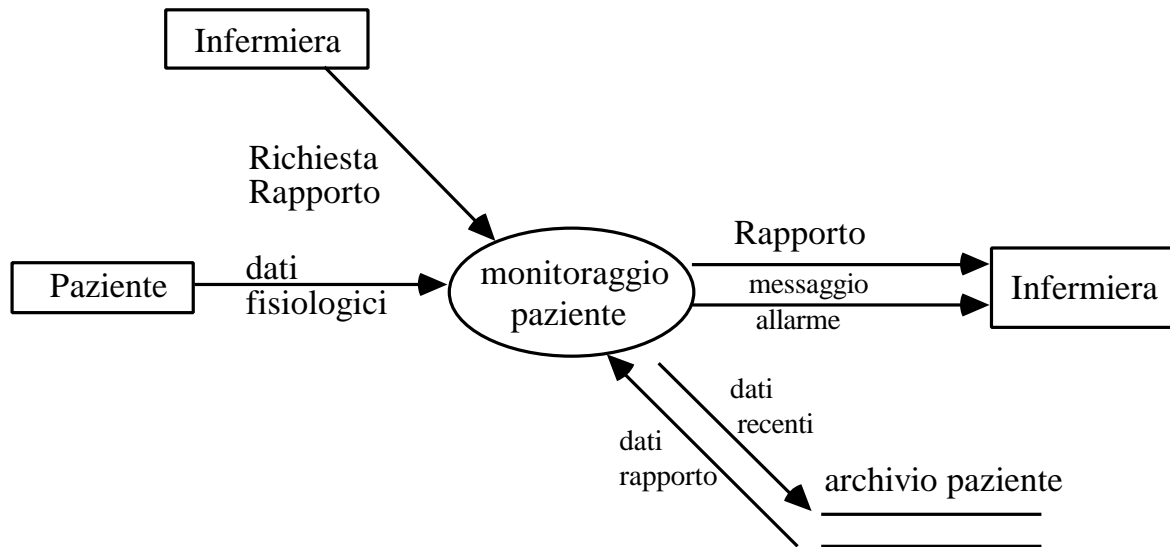 Infermiera
Richiesta
Rapporto
Paziente
dati
fisiologici
monitoraggio
paziente
Rapporto
messaggio
allarme
Infermiera
dati
recenti
dati
rapporto
archivio paziente